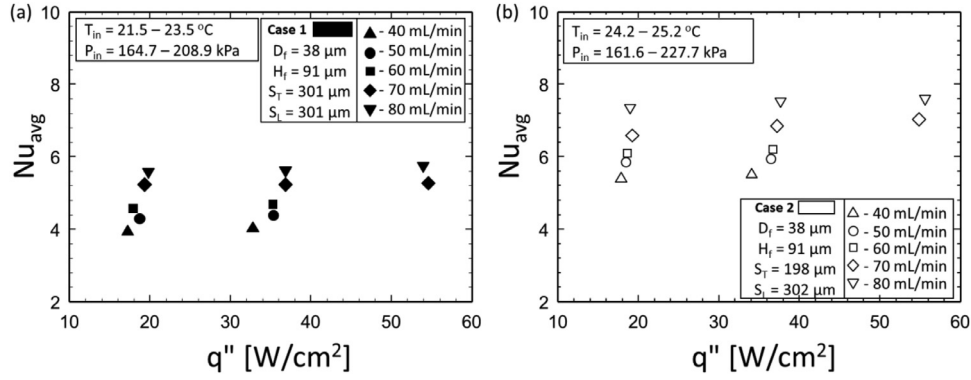 (a)
10
8
6
4
2
Nu_avg
T_in = 21.5 – 23.5 °C
P_in = 164.7 – 208.9 kPa
Case 1
D_f = 38 µm
H_f = 91 µm
S_T = 301 µm
S_L = 301 µm
- 40 mL/min
- 50 mL/min
- 60 mL/min
- 70 mL/min
- 80 mL/min
10 20 30 40 50 60
q" [W/cm²]
(b)
10
8
6
4
2
Nu_avg
T_in = 24.2 – 25.2 °C
P_in = 161.6 – 227.7 kPa
Case 2
D_f = 38 µm
H_f = 91 µm
S_T = 198 µm
S_L = 302 µm
- 40 mL/min
- 50 mL/min
- 60 mL/min
- 70 mL/min
- 80 mL/min
10 20 30 40 50 60
q" [W/cm²]